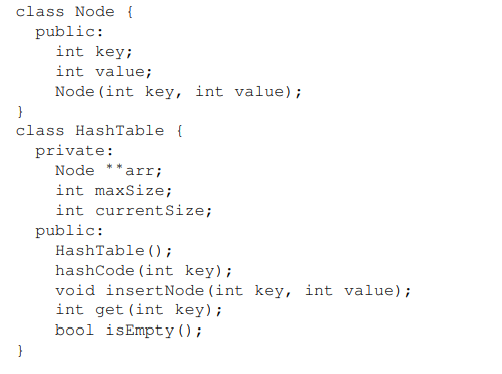 class Node {
  public:
    int key;
    int value;
    Node(int key, int value);
}
class HashTable {
  private:
    Node **arr;
    int maxSize;
    int currentSize;
  public:
    HashTable();
    hashCode(int key);
    void insertNode(int key, int value);
    int get(int key);
    bool isEmpty();
}